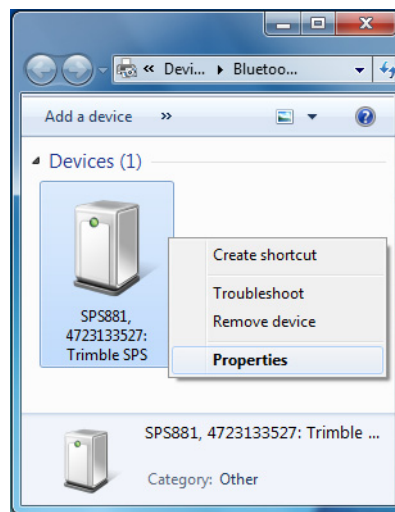 « Devi... ▸ Bluetoo...
Add a device »
Devices (1)
SPS881,
4723133527:
Trimble SPS
Create shortcut
Troubleshoot
Remove device
Properties
SPS881, 4723133527: Trimble ...
Category: Other